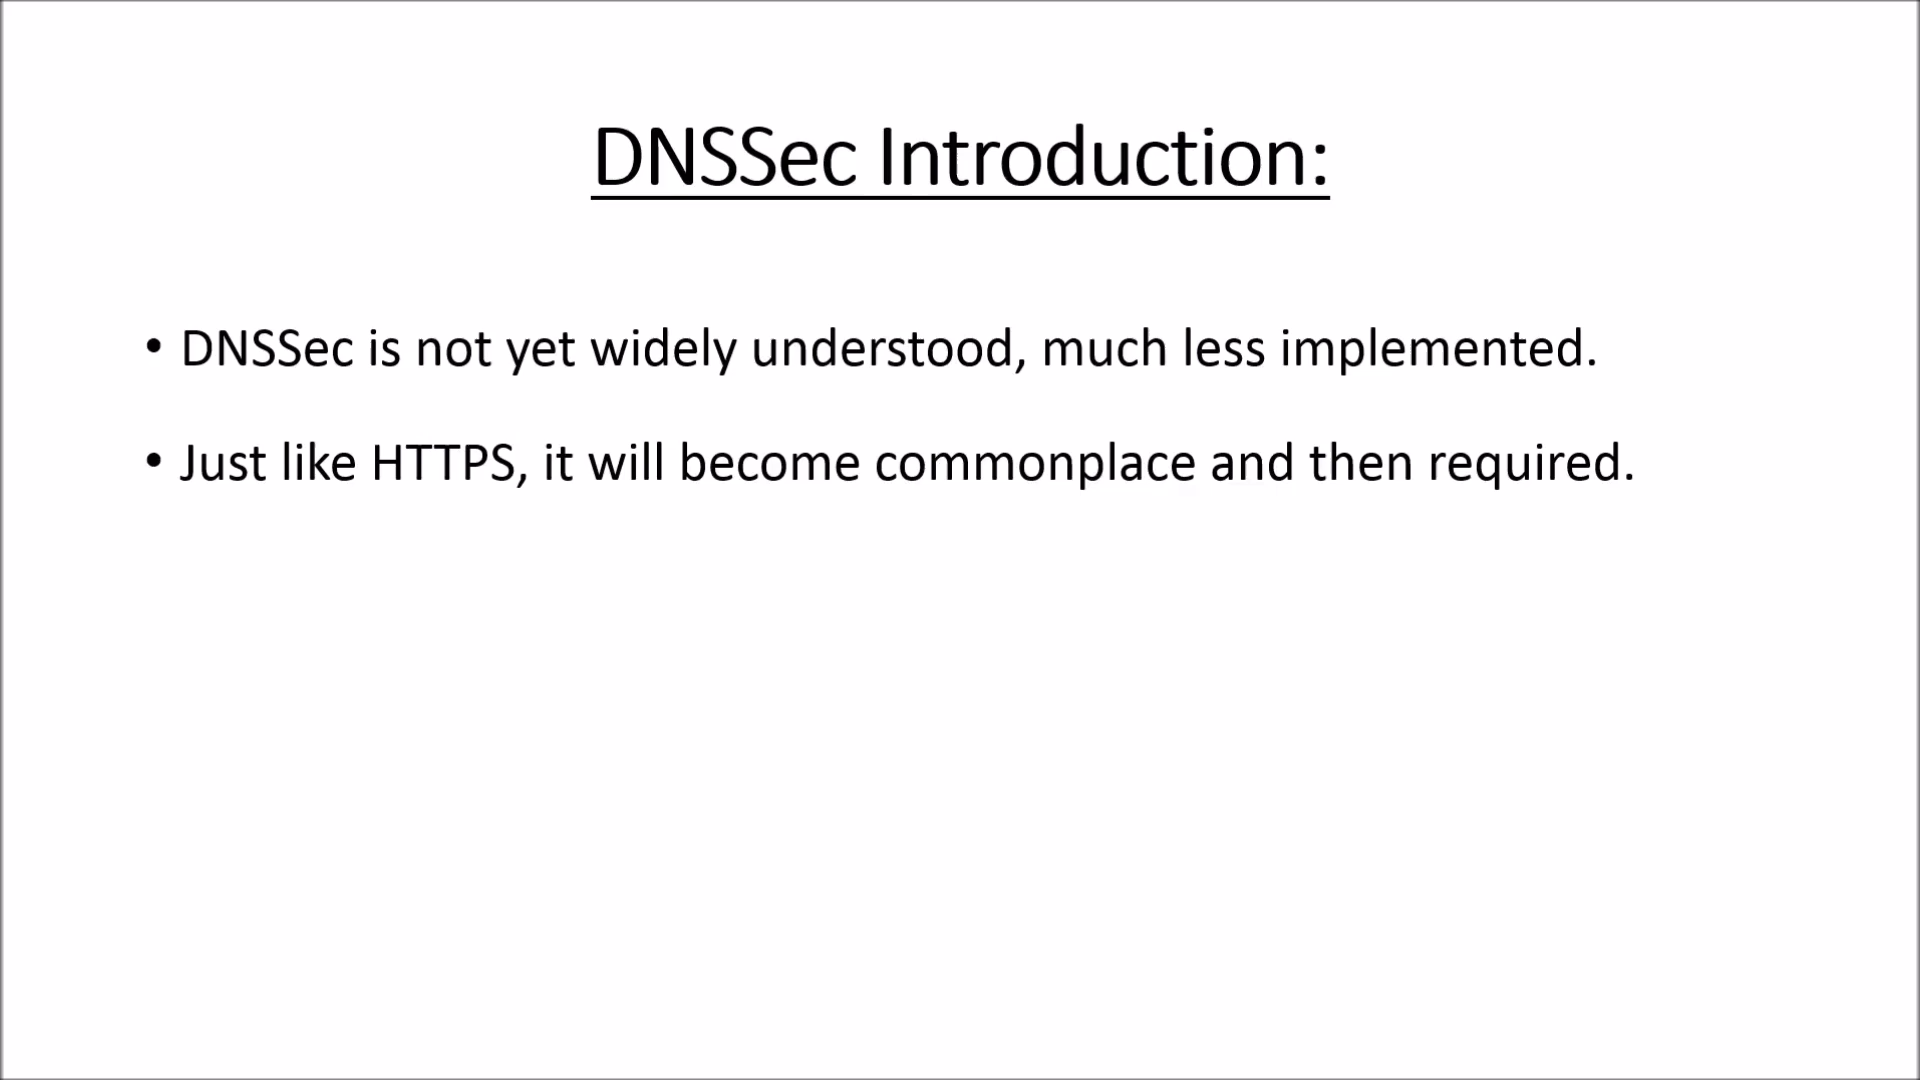 DNSSec Introduction:
• DNSSec is not yet widely understood, much less implemented.
• Just like HTTPS, it will become commonplace and then required.